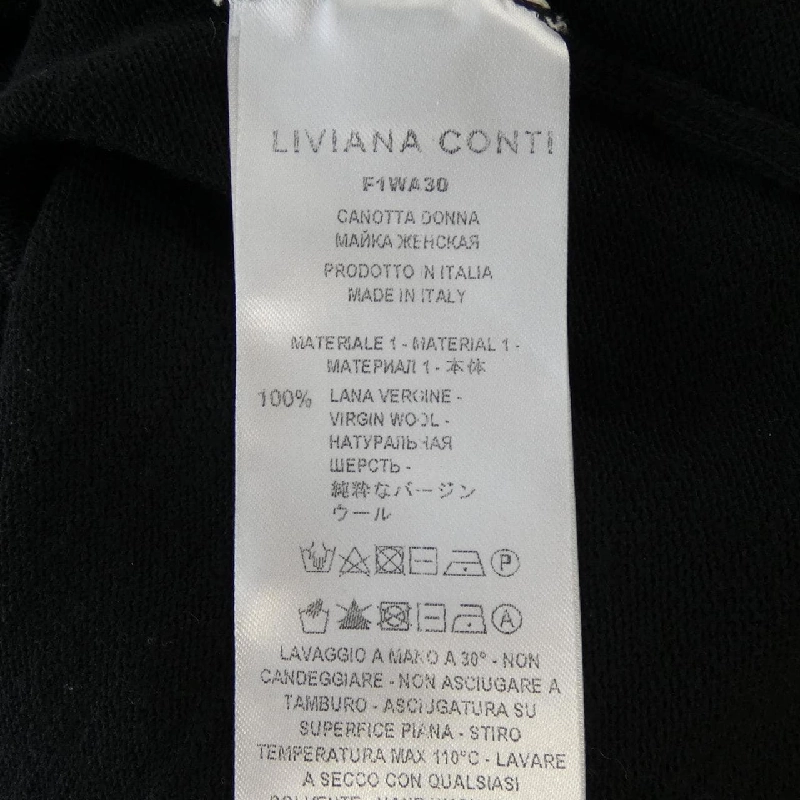 LIVIANA CONTI
F1WA30
CANOTTA DONNA
МАЙКА ЖЕНСКАЯ
PRODOTTO IN ITALIA
MADE IN ITALY
MATERIALE 1 - MATERIAL 1 -
МАТЕРИАЛ 1 - 本体
100% LANA VERGINE -
VIRGIN WOOL -
НАТУРАЛЬНАЯ
ШЕРСТЬ -
純粋なバージン
ウール
P
A
LAVAGGIO A MANO A 30° - NON
CANDEGGIARE - NON ASCIUGARE A
TAMBURO - ASCIUGATURA SU
SUPERFICE PIANA - STIRO
TEMPERATURA MAX 110°C - LAVARE
A SECCO CON QUALSIASI